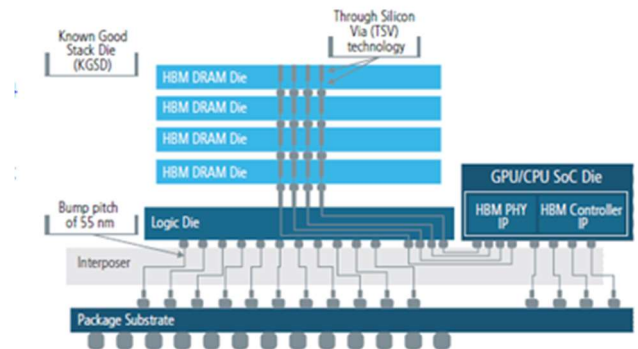 Known Good
Stack Die
(KGSD)
Through Silicon
Via (TSV)
technology
HBM DRAM Die
HBM DRAM Die
HBM DRAM Die
HBM DRAM Die
GPU/CPU SoC Die
HBM PHY
IP
HBM Controller
IP
Bump pitch
of 55 nm
Logic Die
Interposer
Package Substrate